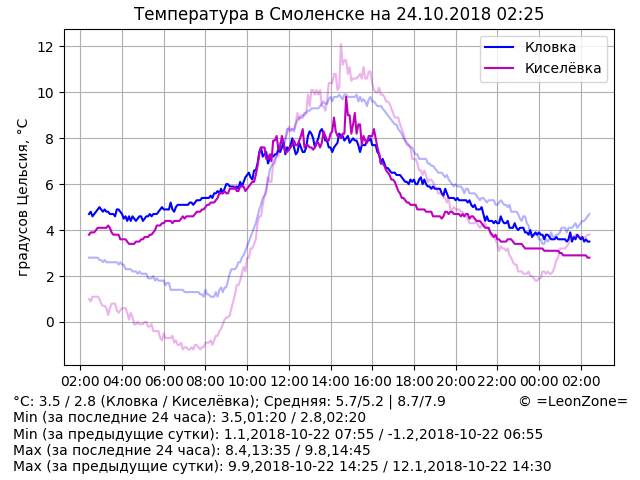 Температура в Смоленске на 24.10.2018 02:25
градусов Цельсия, °C
12
10
8
6
4
2
0
Кловка
Киселёвка
02:00 04:00 06:00 08:00 10:00 12:00 14:00 16:00 18:00 20:00 22:00 00:00 02:00
°C: 3.5 / 2.8 (Кловка / Киселёвка); Средняя: 5.7/5.2 | 8.7/7.9 © =LeonZone=
Min (за последние 24 часа): 3.5,01:20 / 2.8,02:20
Min (за предыдущие сутки): 1.1,2018-10-22 07:55 / -1.2,2018-10-22 06:55
Max (за последние 24 часа): 8.4,13:35 / 9.8,14:45
Max (за предыдущие сутки): 9.9,2018-10-22 14:25 / 12.1,2018-10-22 14:30